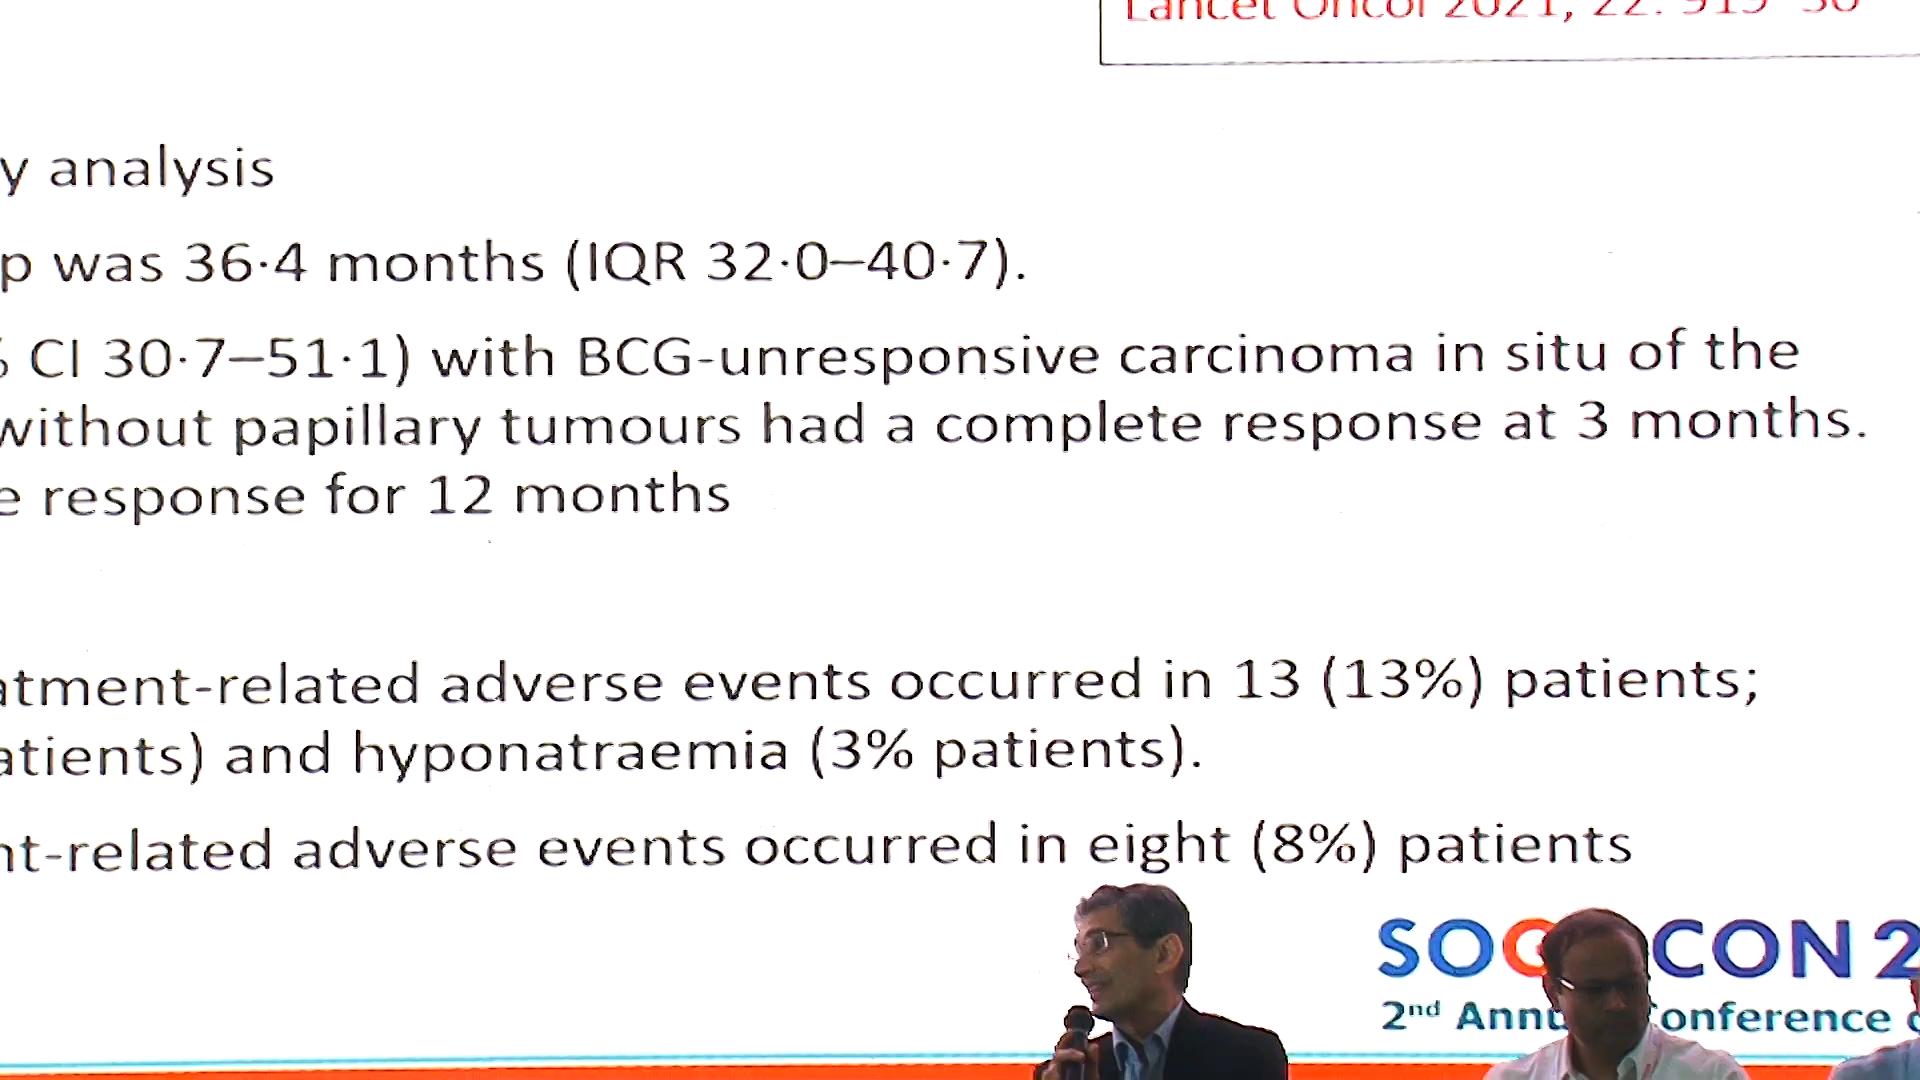 Lancet Oncol 2021; 22: 919–30
y analysis
p was 36·4 months (IQR 32·0–40·7).
CI 30·7–51·1) with BCG-unresponsive carcinoma in situ of the
without papillary tumours had a complete response at 3 months.
e response for 12 months
atment-related adverse events occurred in 13 (13%) patients;
atients) and hyponatraemia (3% patients).
nt-related adverse events occurred in eight (8%) patients
SOG CON 2
2nd Annu onference